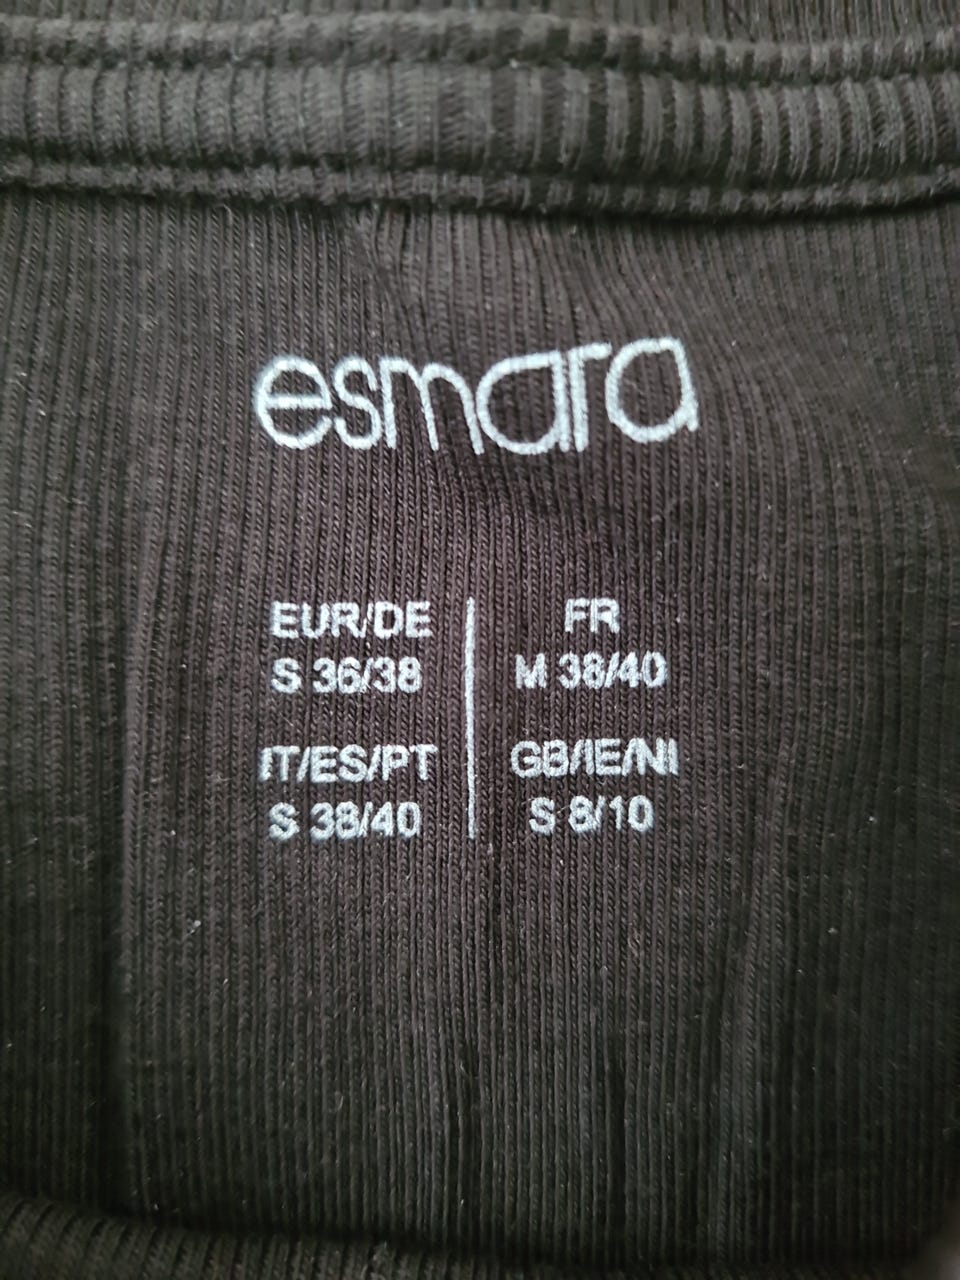 esmara
EUR/DE
S 36/38
FR
M 38/40
IT/ES/PT
S 38/40
GB/IE/NI
S 8/10